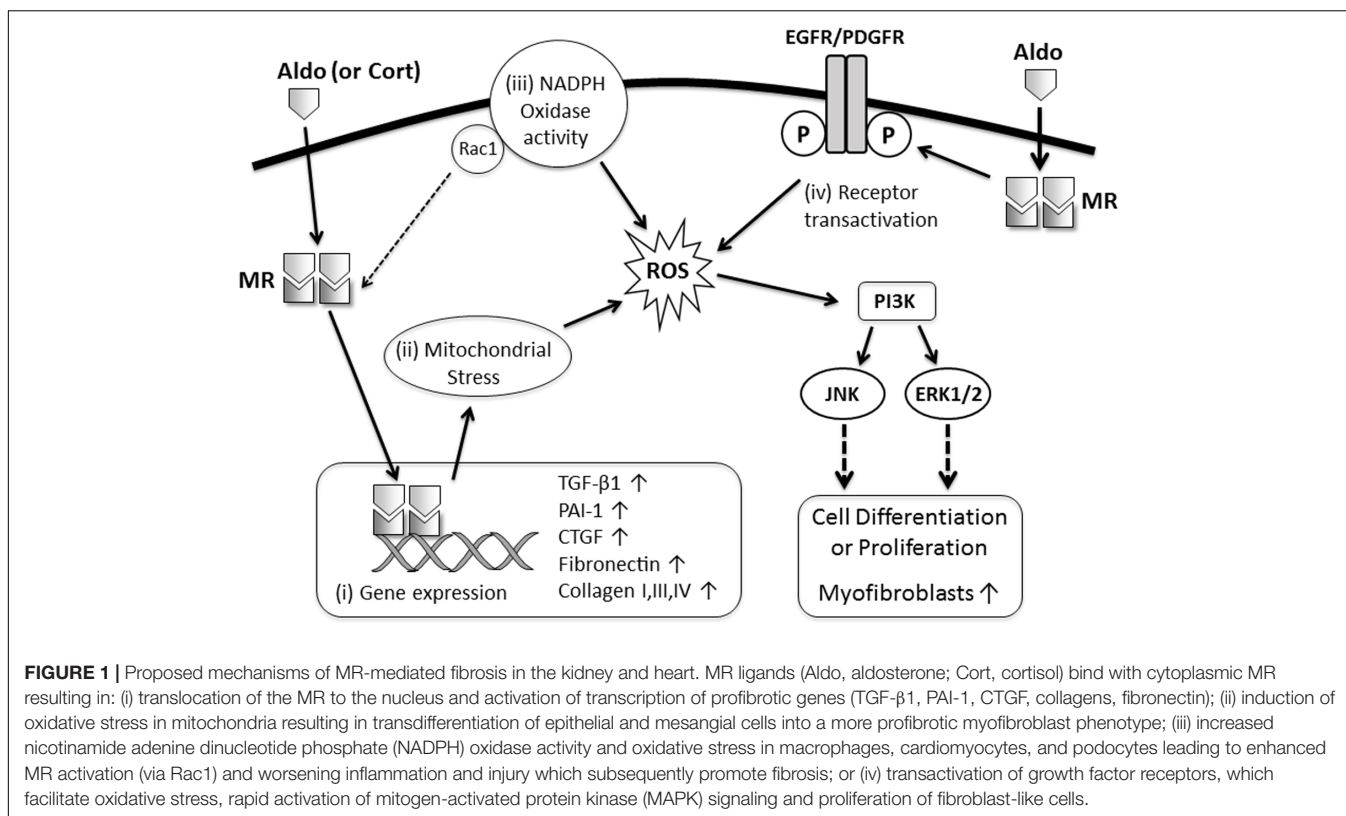 Aldo (or Cort)
(iii) NADPH
Oxidase
activity
Rac1
EGFR/PDGFR
Aldo
P
P
MR
(iv) Receptor
transactivation
MR
ROS
PI3K
(ii) Mitochondrial
Stress
JNK
ERK1/2
TGF-β1 ↑
PAI-1 ↑
CTGF ↑
Fibronectin ↑
Collagen I,III,IV ↑
(i) Gene expression
Cell Differentiation
or Proliferation
Myofibroblasts ↑
FIGURE 1 | Proposed mechanisms of MR-mediated fibrosis in the kidney and heart. MR ligands (Aldo, aldosterone; Cort, cortisol) bind with cytoplasmic MR
resulting in: (i) translocation of the MR to the nucleus and activation of transcription of profibrotic genes (TGF-β1, PAI-1, CTGF, collagens, fibronectin); (ii) induction of
oxidative stress in mitochondria resulting in transdifferentiation of epithelial and mesangial cells into a more profibrotic myofibroblast phenotype; (iii) increased
nicotinamide adenine dinucleotide phosphate (NADPH) oxidase activity and oxidative stress in macrophages, cardiomyocytes, and podocytes leading to enhanced
MR activation (via Rac1) and worsening inflammation and injury which subsequently promote fibrosis; or (iv) transactivation of growth factor receptors, which
facilitate oxidative stress, rapid activation of mitogen-activated protein kinase (MAPK) signaling and proliferation of fibroblast-like cells.